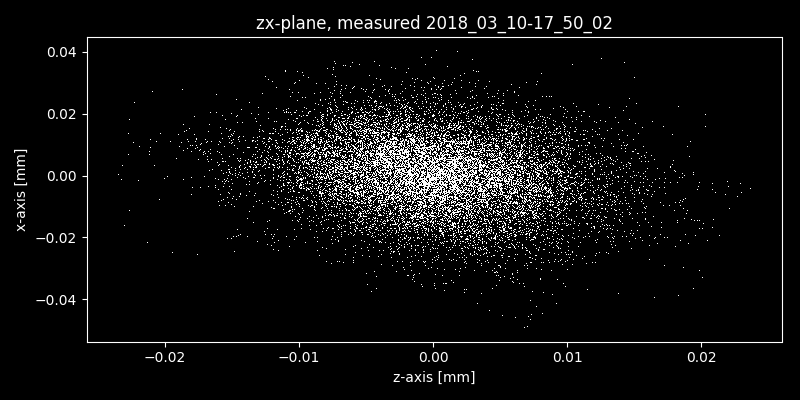 zx-plane, measured 2018_03_10-17_50_02
0.04
0.02
0.00
−0.02
−0.04
x-axis [mm]
−0.02 −0.01 0.00 0.01 0.02
z-axis [mm]